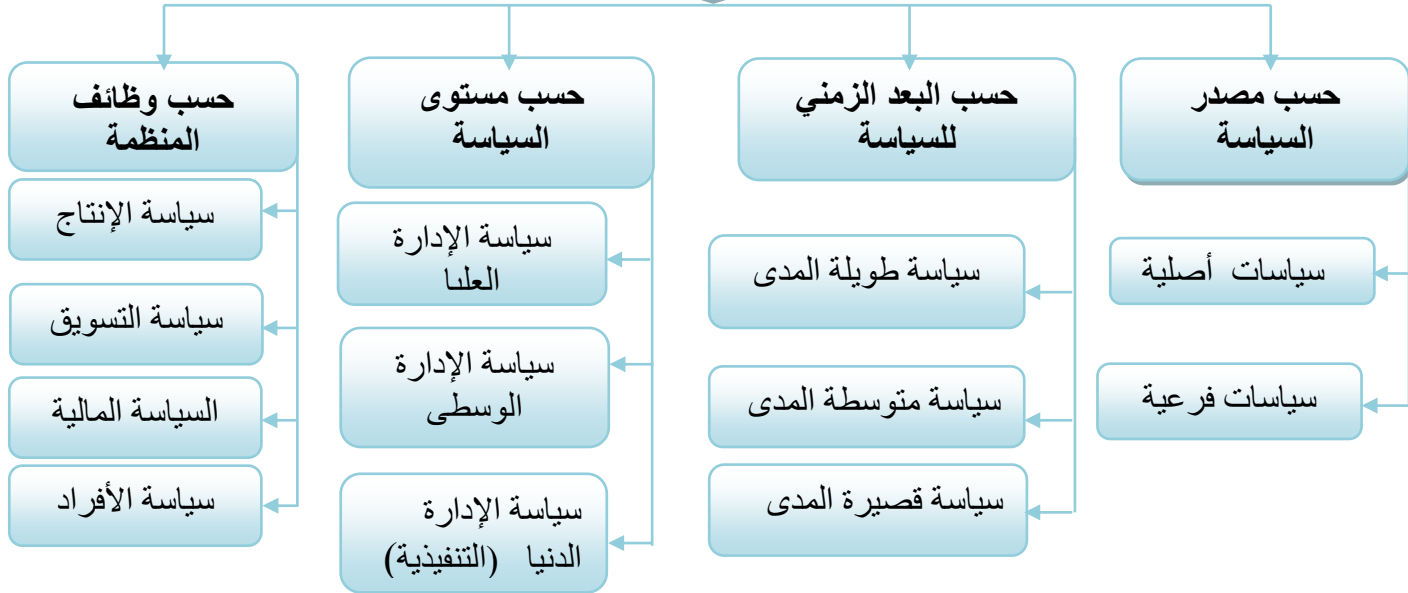 حسب مصدر
السياسة
سياسات أصلية
سياسات فرعية
حسب البعد الزمني
للسياسة
سياسة طويلة المدى
سياسة متوسطة المدى
سياسة قصيرة المدى
حسب مستوى
السياسة
سياسة الإدارة
العليا
سياسة الإدارة
الوسطى
سياسة الإدارة
الدنيا (التنفيذية)
حسب وظائف
المنظمة
سياسة الإنتاج
سياسة التسويق
السياسة المالية
سياسة الأفراد